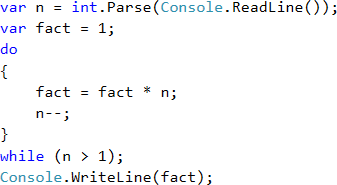 var n = int.Parse(Console.ReadLine());
var fact = 1;
do
{
    fact = fact * n;
    n--;
}
while (n > 1);
Console.WriteLine(fact);